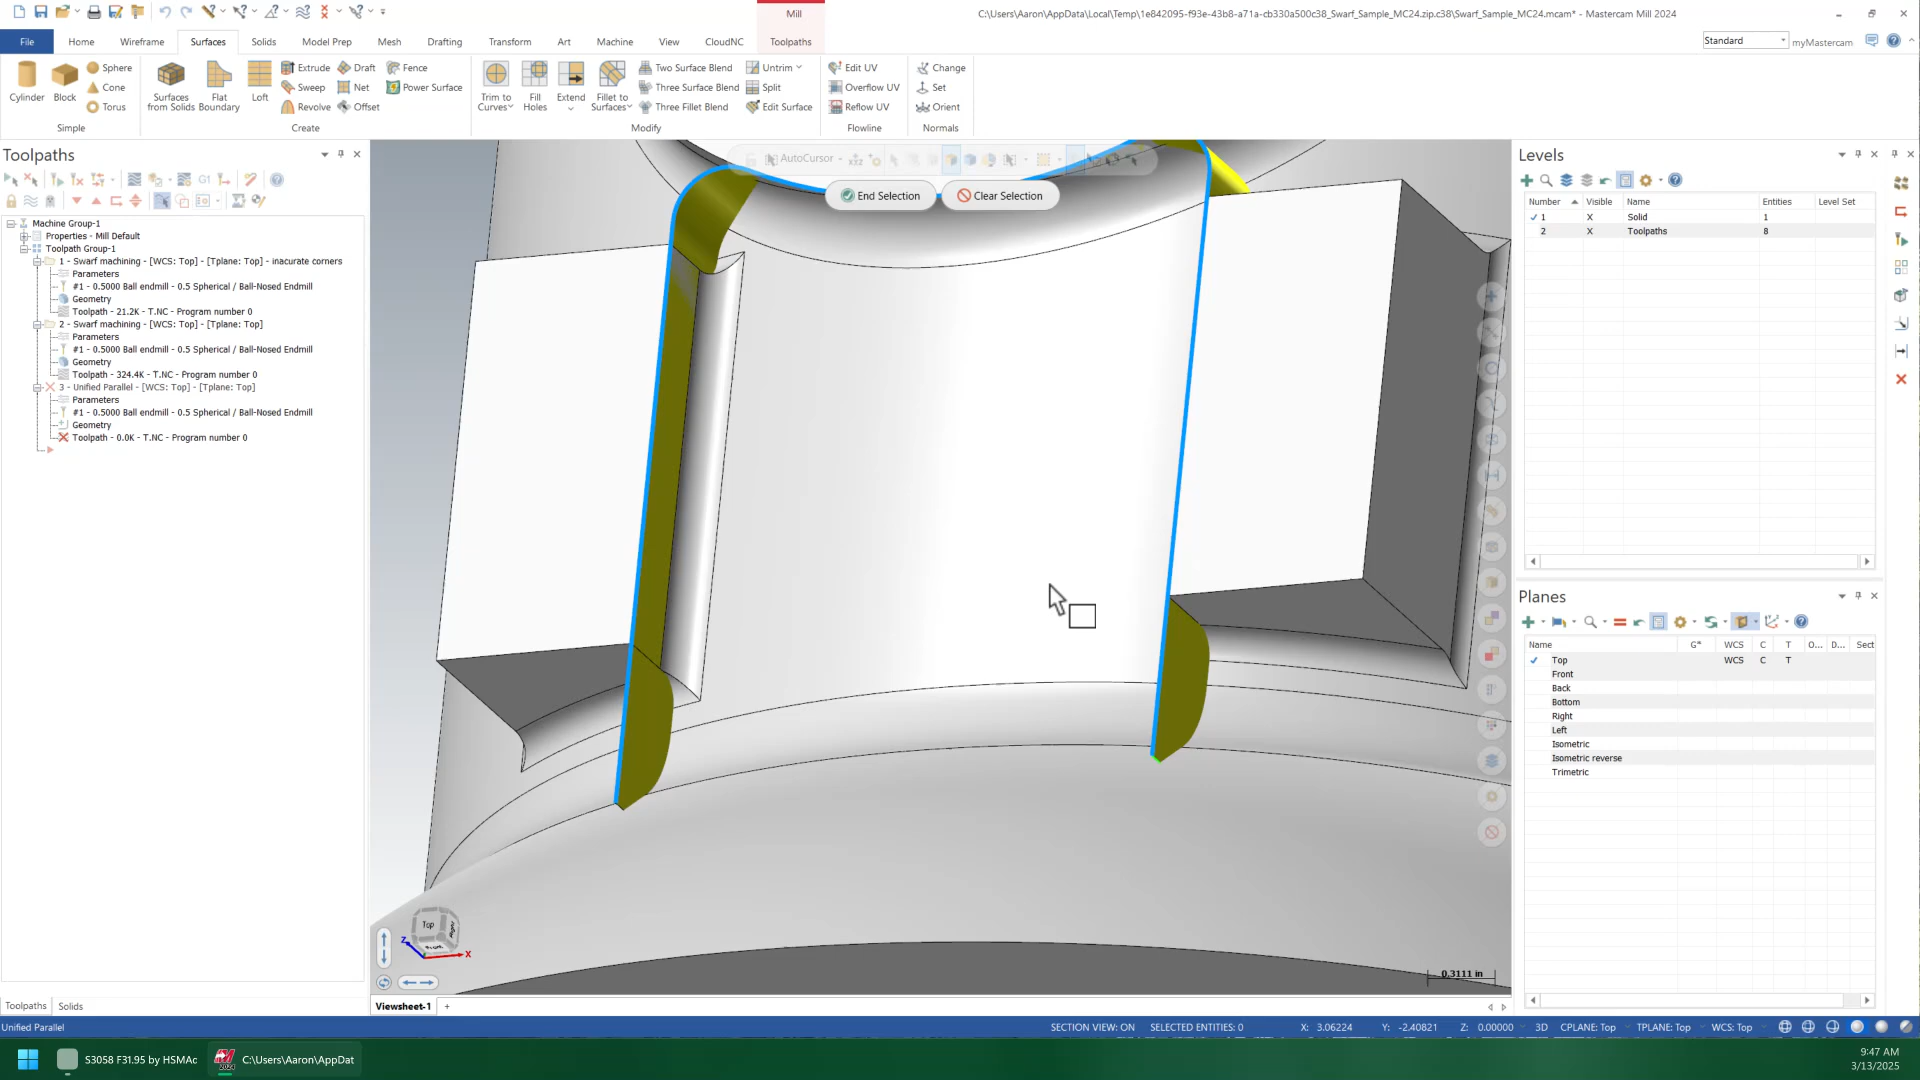 C:\Users\Aaron\AppData\Local\Temp\1e842095-f93e-43b8-a71a-cb330a500c38_Swarf_Sample_MC24.zip.c38\Swarf_Sample_MC24.mcam* - Mastercam Mill 2024
Mill
File Home Wireframe Surfaces Solids Model Prep Mesh Drafting Transform Art Machine View CloudNC Toolpaths
Standard myMastercam
Cylinder Block Sphere Cone Torus
Simple
Surfaces from Solids Flat Boundary Loft Extrude Sweep Revolve Draft Net Offset Fence Power Surface
Create
Trim to Curves Fill Holes Extend Fillet to Surfaces Two Surface Blend Three Surface Blend Three Fillet Blend Untrim Split Edit Surface
Modify
Edit UV Overflow UV Reflow UV
Flowline
Change Set Orient
Normals
Toolpaths
G1
Machine Group-1
Properties - Mill Default
Toolpath Group-1
1 - Swarf machining - [WCS: Top] - [Tplane: Top] - inacurate corners
Parameters
#1 - 0.5000 Ball endmill - 0.5 Spherical / Ball-Nosed Endmill
Geometry
Toolpath - 21.2K - T.NC - Program number 0
2 - Swarf machining - [WCS: Top] - [Tplane: Top]
Parameters
#1 - 0.5000 Ball endmill - 0.5 Spherical / Ball-Nosed Endmill
Geometry
Toolpath - 324.4K - T.NC - Program number 0
3 - Unified Parallel - [WCS: Top] - [Tplane: Top]
Parameters
#1 - 0.5000 Ball endmill - 0.5 Spherical / Ball-Nosed Endmill
Geometry
Toolpath - 0.0K - T.NC - Program number 0
Toolpaths Solids
AutoCursor
End Selection Clear Selection
Top Right Front
Z X
0.3111 in
Viewsheet-1 +
Levels
Number Visible Name Entities Level Set
1 X Solid 1
2 X Toolpaths 8
Planes
Name G* WCS C T O... D... Sect
Top WCS C T
Front
Back
Bottom
Right
Left
Isometric
Isometric reverse
Trimetric
Unified Parallel SECTION VIEW: ON SELECTED ENTITIES: 0 X: 3.06224 Y: -2.40821 Z: 0.00000 3D CPLANE: Top TPLANE: Top WCS: Top
S3058 F31.95 by HSMAc C:\Users\Aaron\AppDat
9:47 AM
3/13/2025